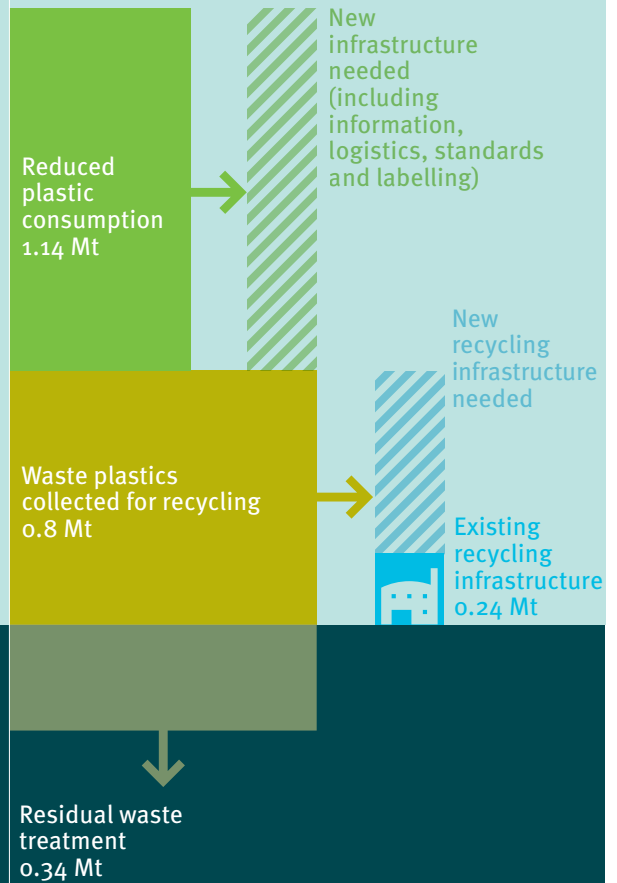 New
infrastructure
needed
(including
information,
logistics, standards
and labelling)
Reduced
plastic
consumption
1.14 Mt
New
recycling
infrastructure
needed
Waste plastics
collected for recycling
0.8 Mt
Existing
recycling
infrastructure
0.24 Mt
Residual waste
treatment
0.34 Mt